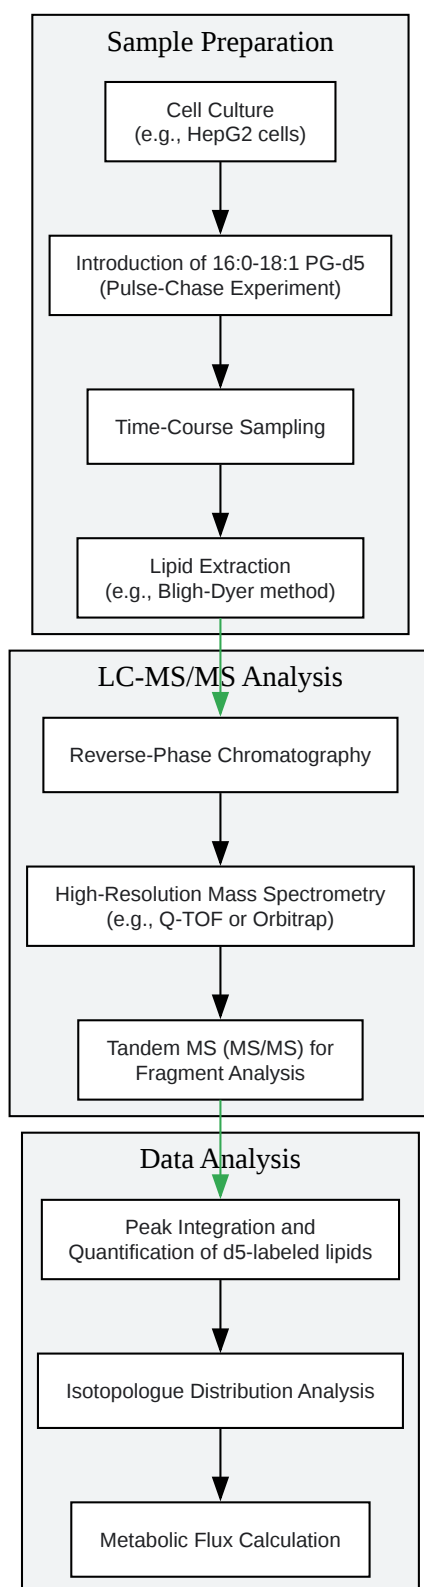 Sample Preparation
Cell Culture
(e.g., HepG2 cells)
Introduction of 16:0-18:1 PG-d5
(Pulse-Chase Experiment)
Time-Course Sampling
Lipid Extraction
(e.g., Bligh-Dyer method)
LC-MS/MS Analysis
Reverse-Phase Chromatography
High-Resolution Mass Spectrometry
(e.g., Q-TOF or Orbitrap)
Tandem MS (MS/MS) for
Fragment Analysis
Data Analysis
Peak Integration and
Quantification of d5-labeled lipids
Isotopologue Distribution Analysis
Metabolic Flux Calculation